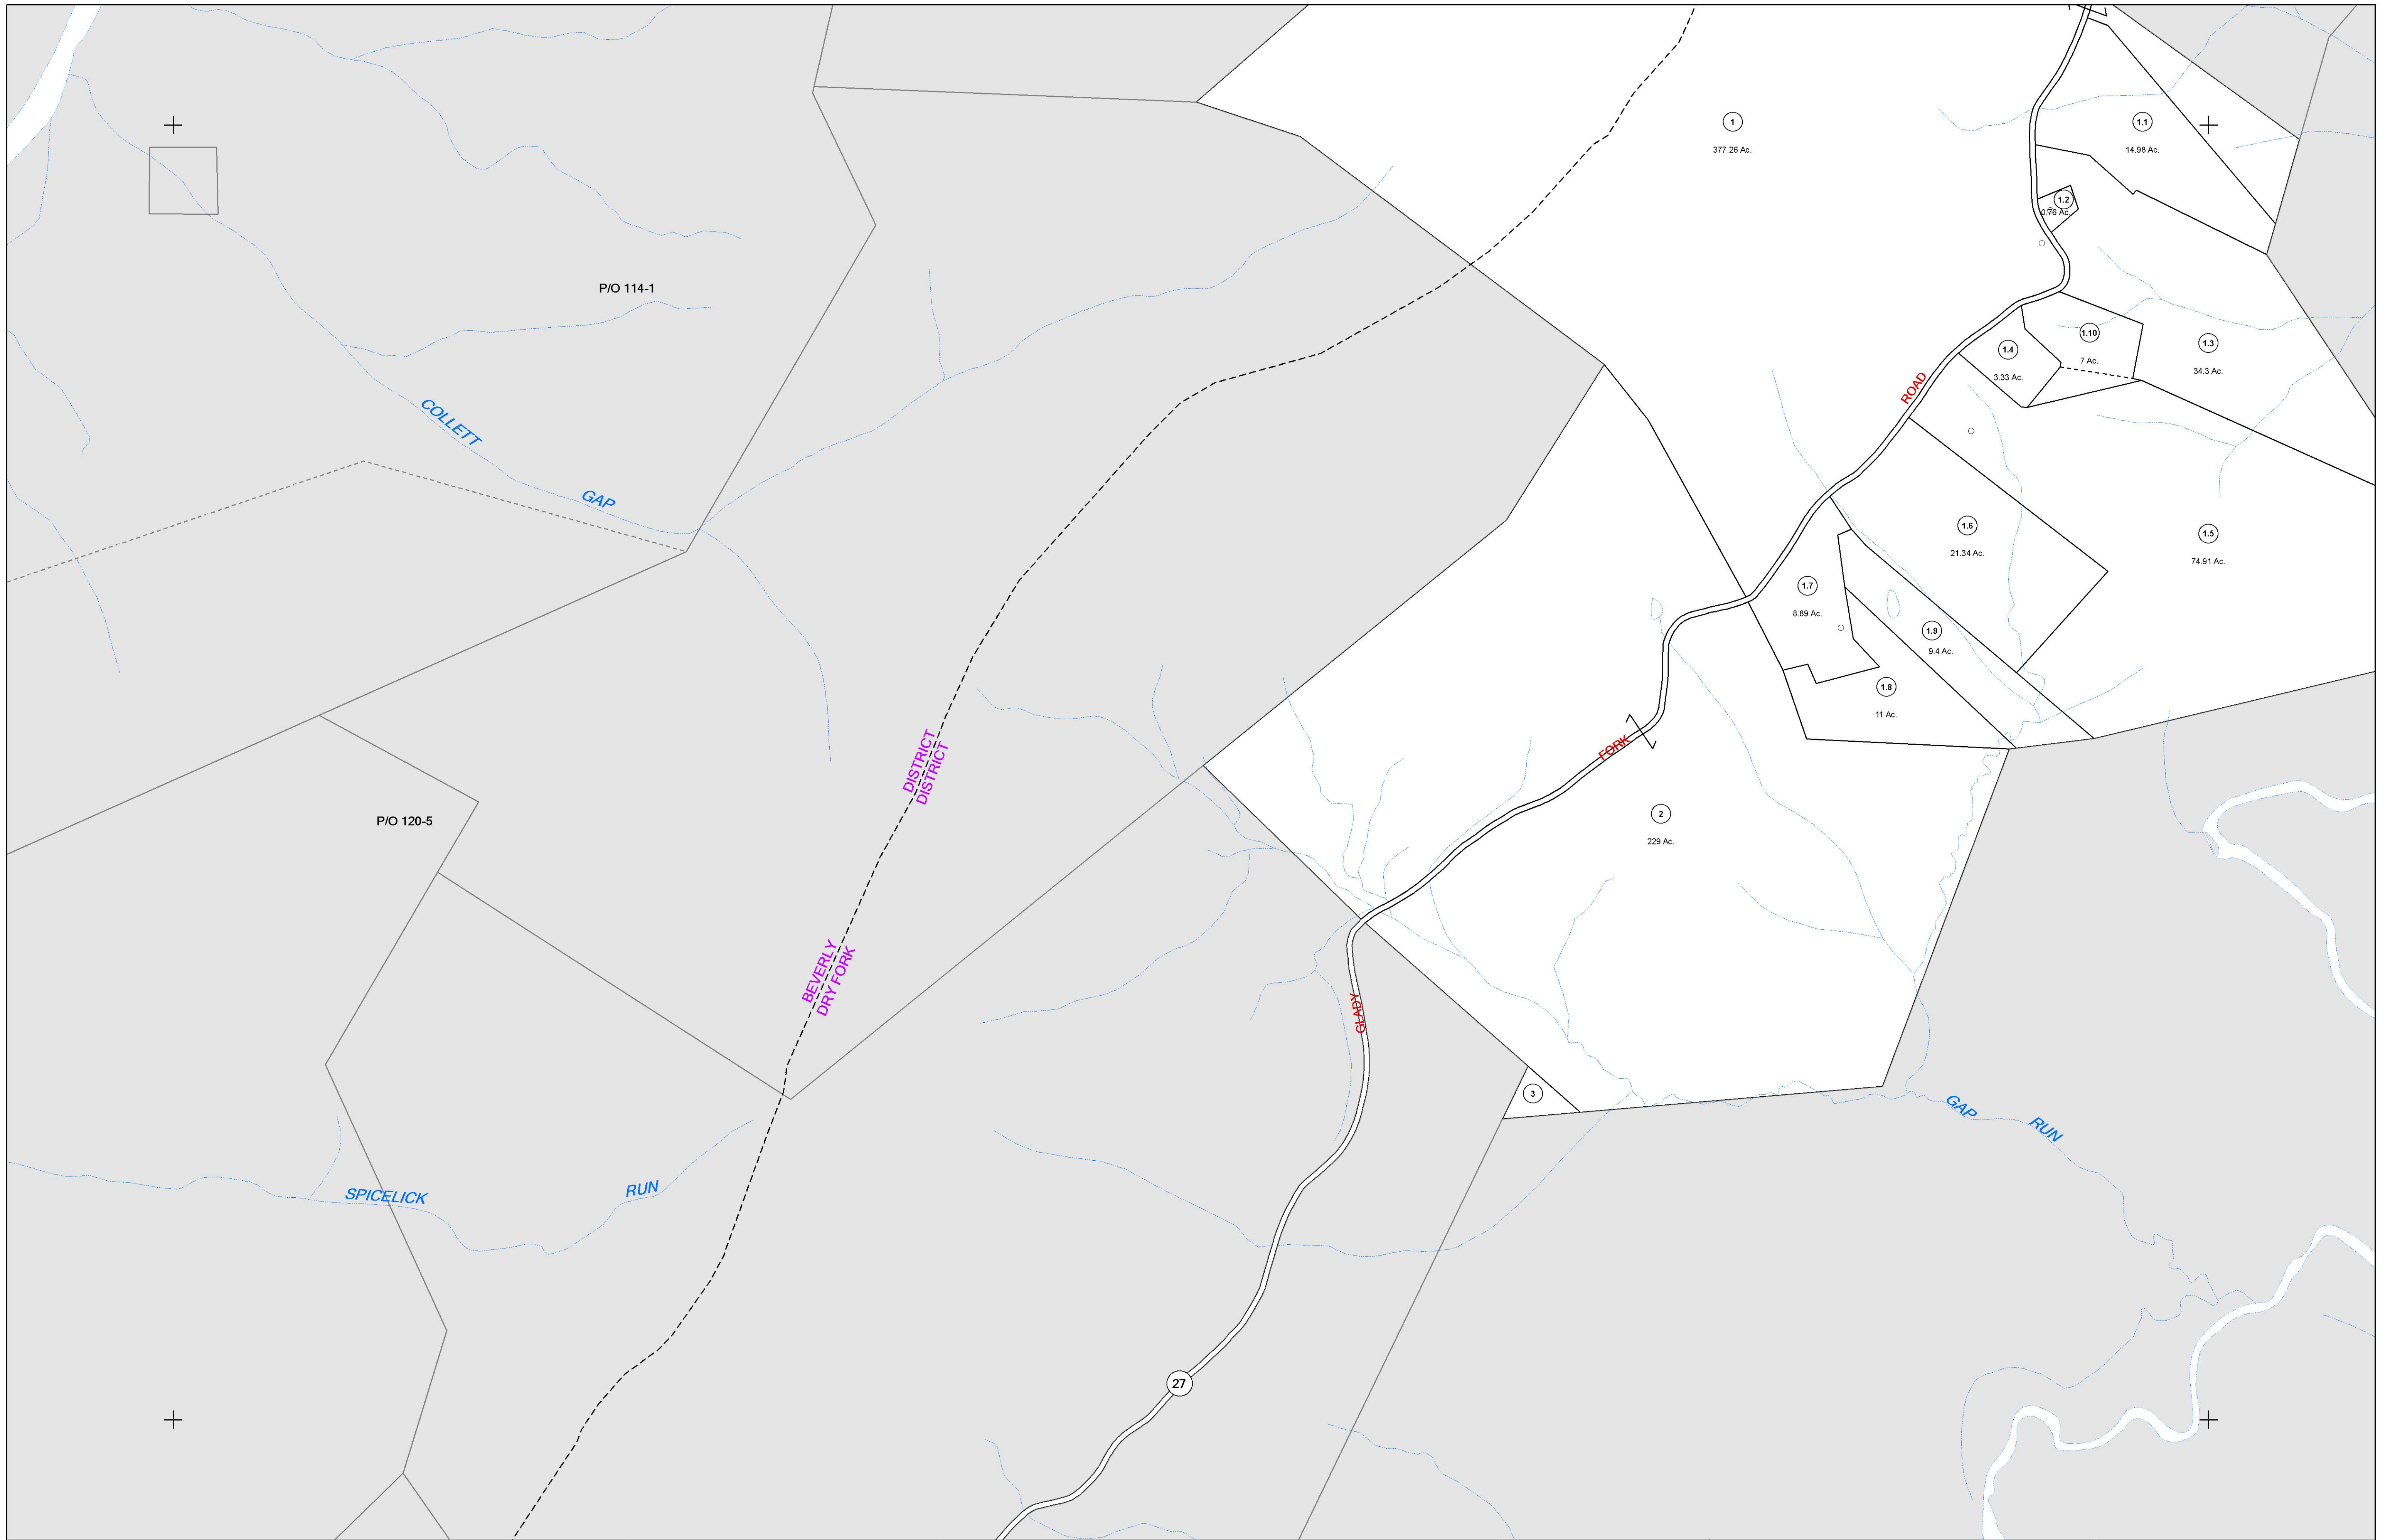 1
377.26 Ac.
1.1
14.98 Ac.
1.2
0.76 Ac.
P/O 114-1
1.10
7 Ac.
1.3
34.3 Ac.
1.4
3.33 Ac.
ROAD
COLLETT
GAP
1.6
21.34 Ac.
1.5
74.91 Ac.
1.7
8.89 Ac.
1.9
9.4 Ac.
1.8
11 Ac.
DISTRICT
DISTRICT
FORK
2
229 Ac.
P/O 120-5
BEVERLY
DRY FORK
GLADY
3
GAP
RUN
SPICELICK
RUN
27